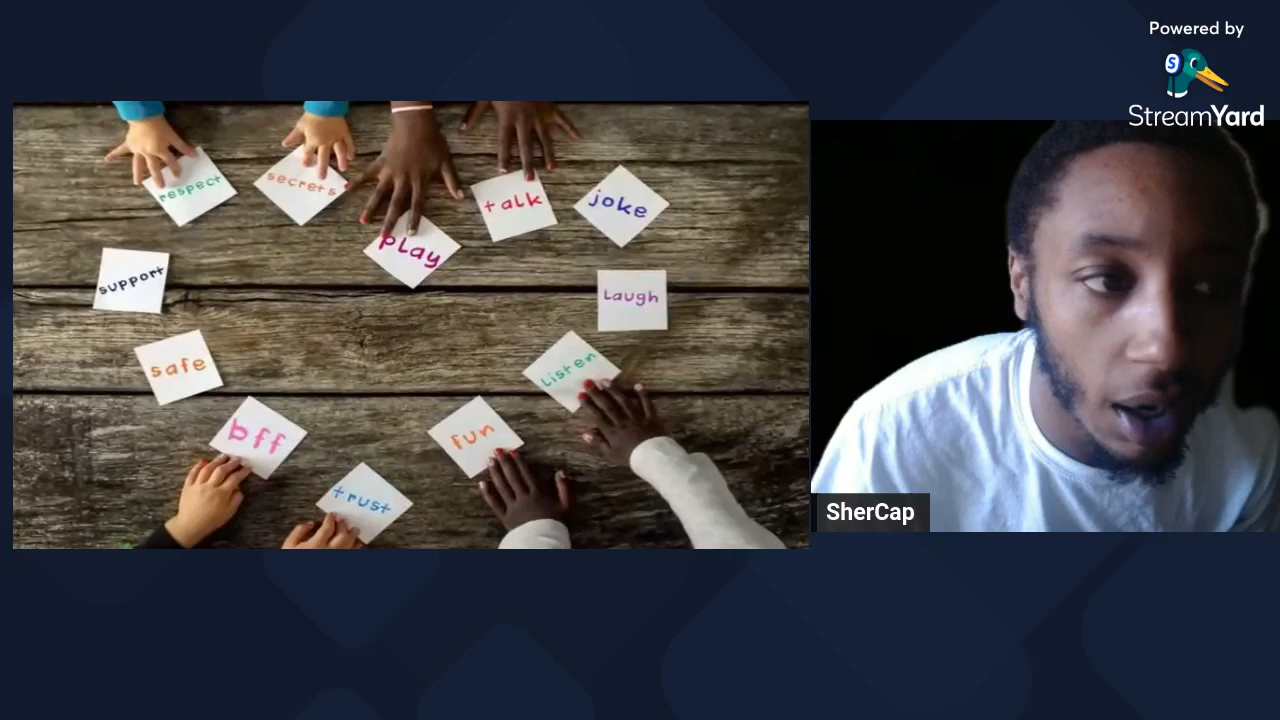 Powered by
S
StreamYard
respect
secrets
play
talk
joke
support
Laugh
safe
Listen
bff
fun
trust
SherCap